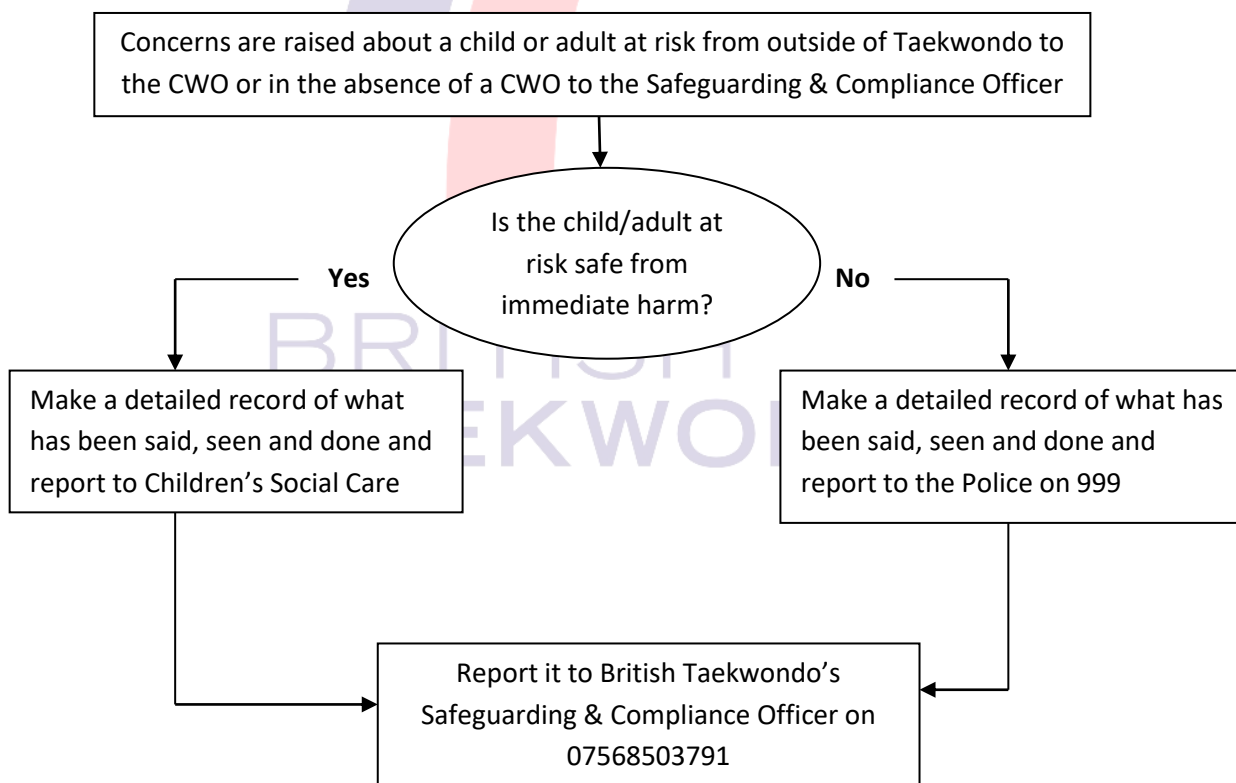 Concerns are raised about a child or adult at risk from outside of Taekwondo to
the CWO or in the absence of a CWO to the Safeguarding & Compliance Officer
Is the child/adult at
risk safe from
immediate harm?
Yes
No
BRITISH
EKWO
Make a detailed record of what
has been said, seen and done and
report to Children’s Social Care
Make a detailed record of what has
been said, seen and done and
report to the Police on 999
Report it to British Taekwondo’s
Safeguarding & Compliance Officer on
07568503791